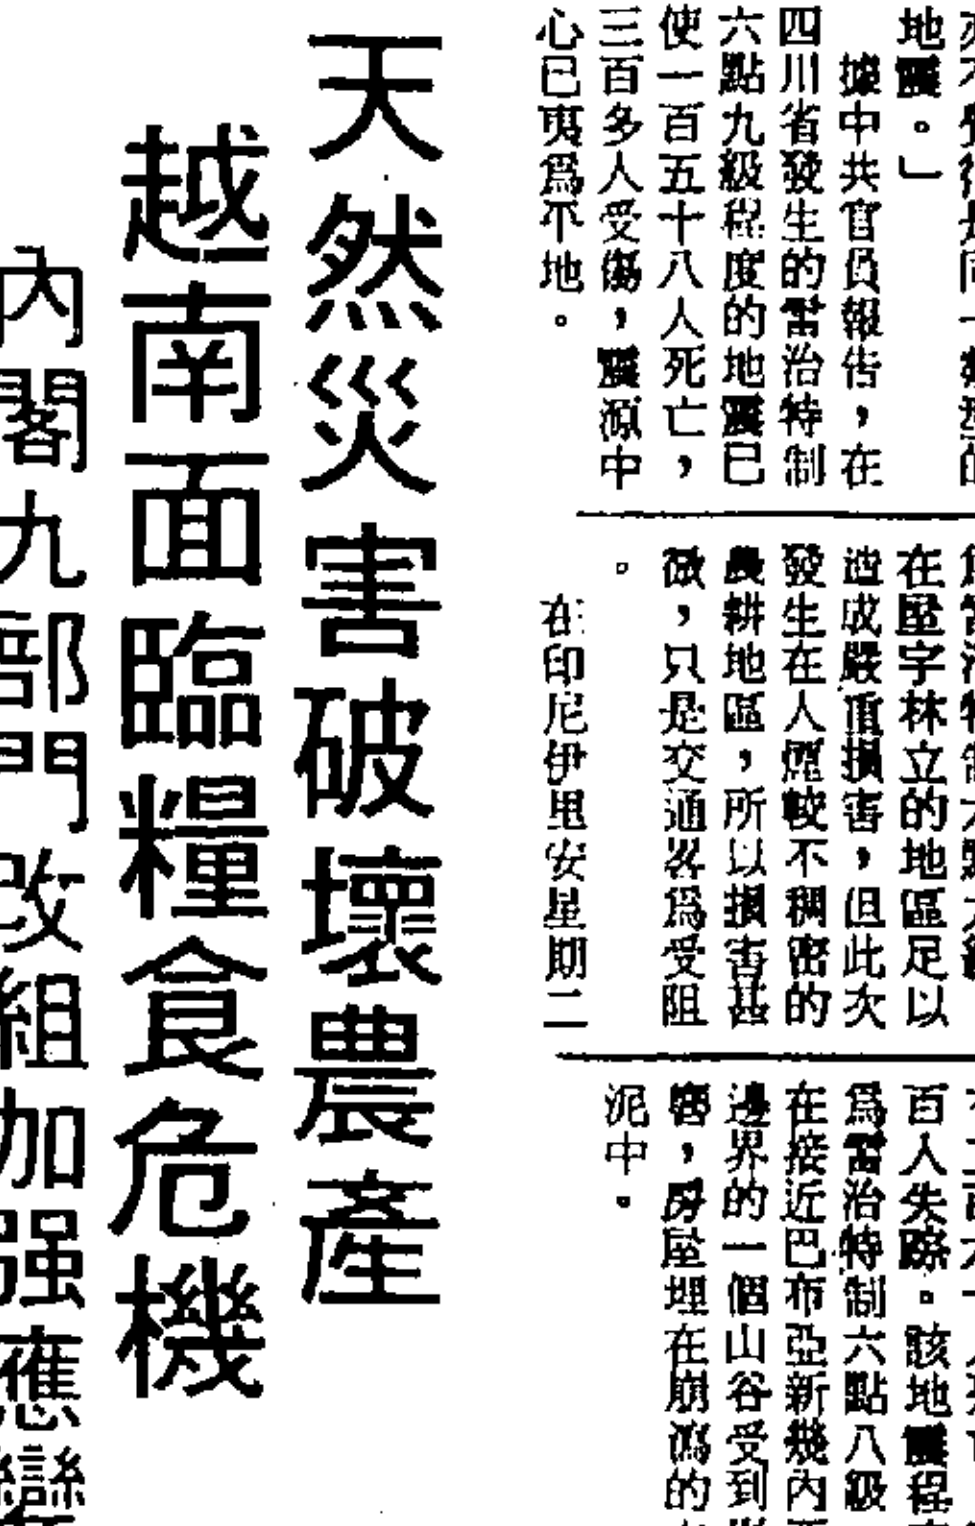 地震。」
據中共官員報告，在
四川省發生的雷治特制
六點九級程度的地震已
使一百五十八人死亡，
三百多人受傷，震源中
心已夷爲平地。
在屋宇林立的地區足以
造成嚴重損害，但此次
發生在人煙較不稠密的
農耕地區，所以損害甚
微，只是交通畧爲受阻
。
在印尼伊里安星期二
百人失踪。該地震程
爲雷治特制六點八級
在接近巴布亞新幾內
邊界的一個山谷受到
響，房屋埋在崩瀉的
泥中。
天然災害破壞農產
越南面臨糧食危機
內閣九部門改組加强應變